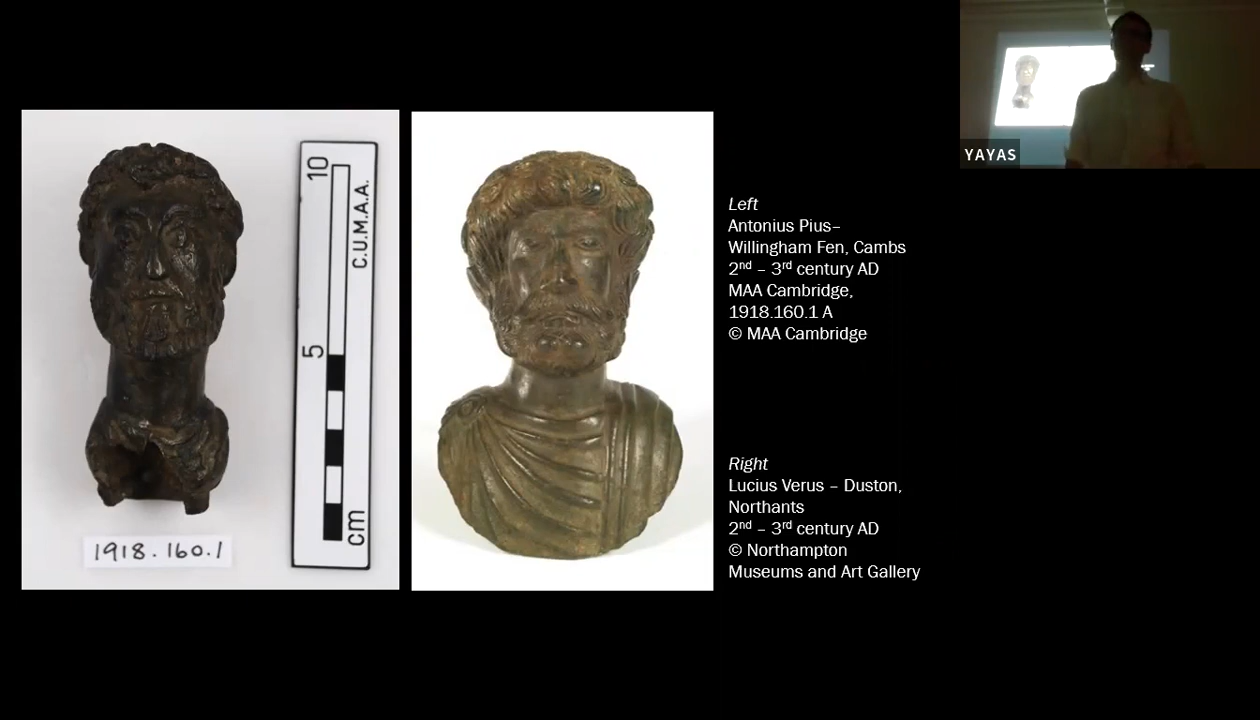 10
C.U.M.A.A.
5
cm
1918.160.1
Left
Antonius Pius–
Willingham Fen, Cambs
2nd – 3rd century AD
MAA Cambridge,
1918.160.1 A
© MAA Cambridge
Right
Lucius Verus – Duston,
Northants
2nd – 3rd century AD
© Northampton
Museums and Art Gallery
YAYAS